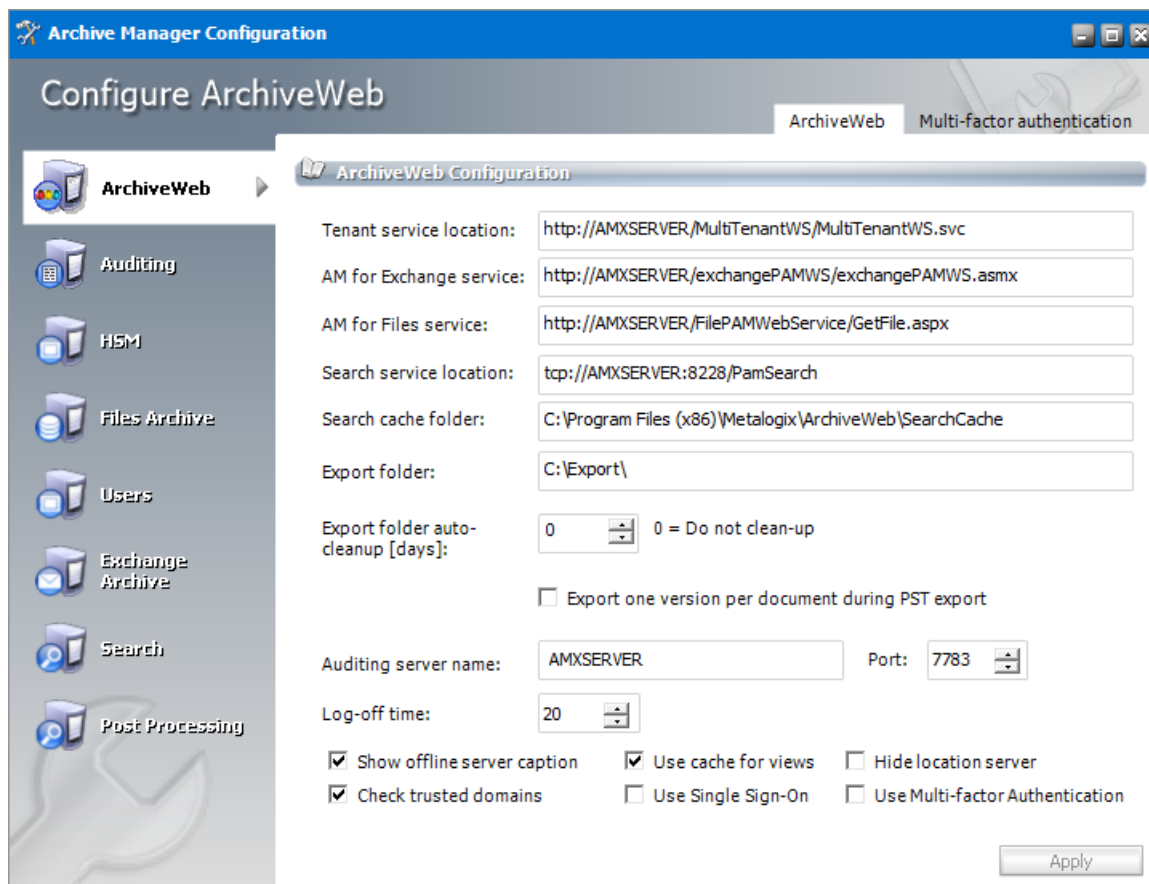 Archive Manager Configuration
Configure ArchiveWeb
ArchiveWeb
Multi-factor authentication
ArchiveWeb
Auditing
HSM
Files Archive
Users
Exchange
Archive
Search
Post Processing
ArchiveWeb Configuration
Tenant service location: http://AMXSERVER/MultiTenantWS/MultiTenantWS.svc
AM for Exchange service: http://AMXSERVER/exchangePAMWS/exchangePAMWS.asmx
AM for Files service: http://AMXSERVER/FilePAMWebService/GetFile.aspx
Search service location: tcp://AMXSERVER:8228/PamSearch
Search cache folder: C:\Program Files (x86)\Metalogix\ArchiveWeb\SearchCache
Export folder: C:\Export\
Export folder auto-
cleanup [days]: 0 0 = Do not clean-up
Export one version per document during PST export
Auditing server name: AMXSERVER Port: 7783
Log-off time: 20
Show offline server caption Use cache for views Hide location server
Check trusted domains Use Single Sign-On Use Multi-factor Authentication
Apply